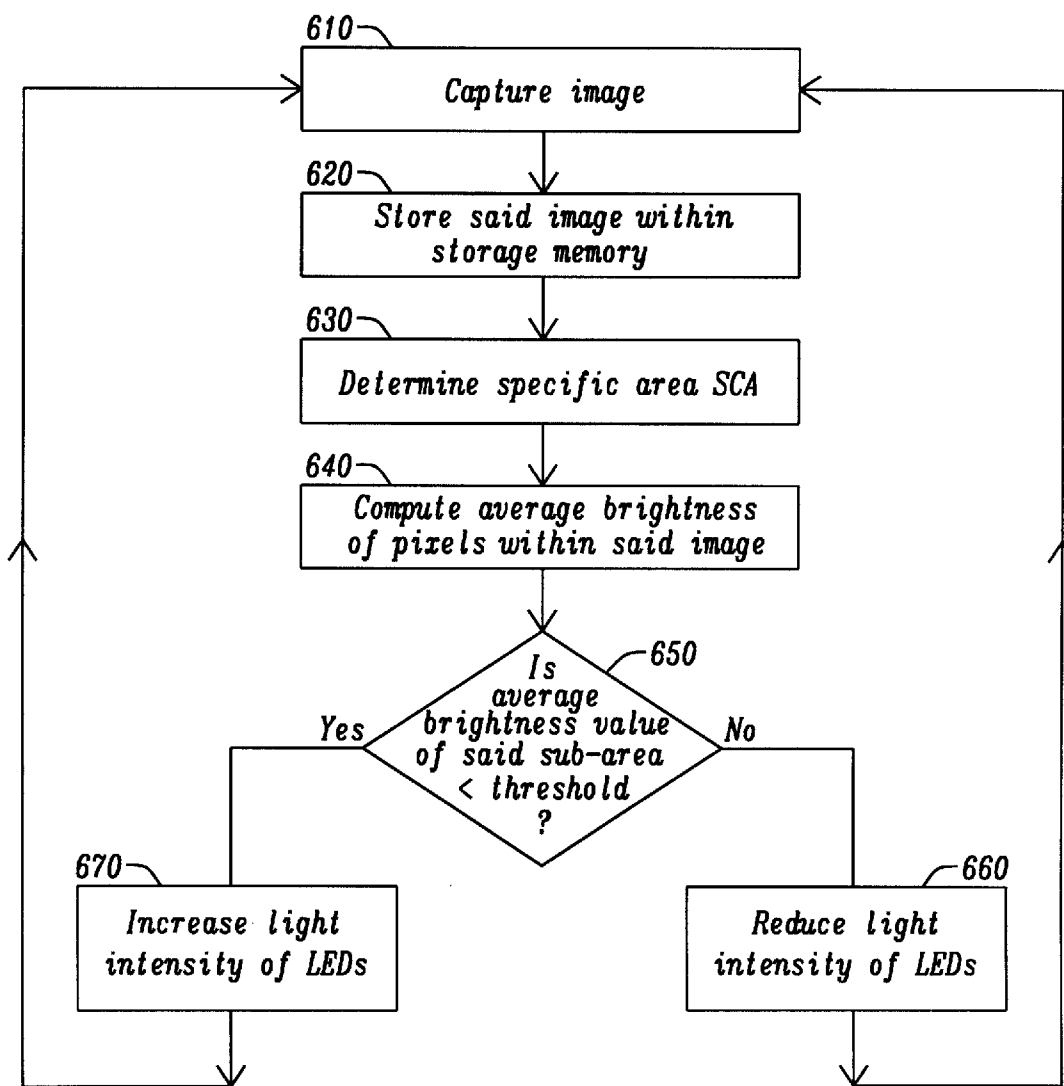 610
Capture image
620
Store said image within
storage memory
630
Determine specific area SCA
640
Compute average brightness
of pixels within said image
650
Is
average
brightness value
of said sub-area
< threshold
?
Yes
No
670
Increase light
intensity of LEDs
660
Reduce light
intensity of LEDs